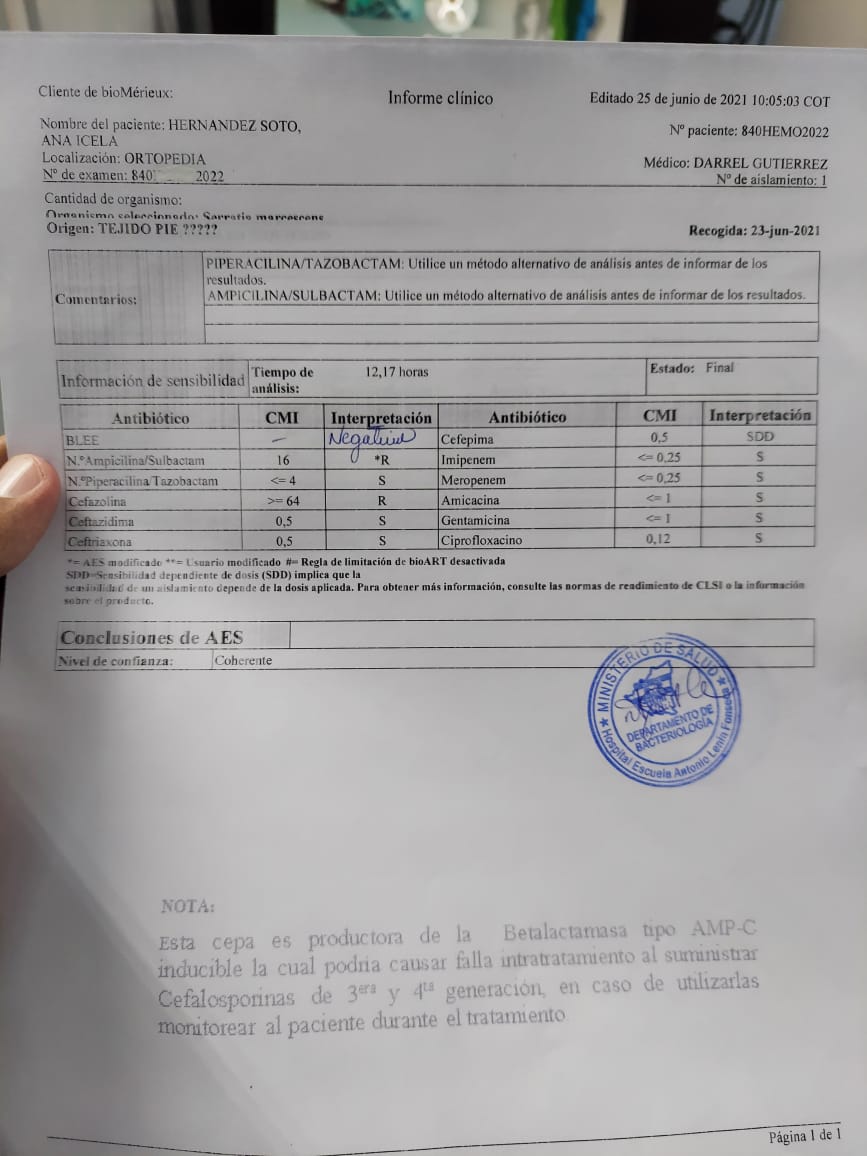 Cliente de bioMérieux:
Informe clínico
Editado 25 de junio de 2021 10:05:03 COT
Nombre del paciente: HERNANDEZ SOTO,
ANA ICELA
Nº paciente: 840HEMO2022
Localización: ORTOPEDIA
Médico: DARREL GUTIERREZ
Nº de examen: 840 2022
Nº de aislamiento: 1
Cantidad de organismo:
Organismo seleccionado: Serratia marcescens
Origen: TEJIDO PIE ?????
Recogida: 23-jun-2021
Comentarios:
PIPERACILINA/TAZOBACTAM: Utilice un método alternativo de análisis antes de informar de los
resultados.
AMPICILINA/SULBACTAM: Utilice un método alternativo de análisis antes de informar de los resultados.
Información de sensibilidad
Tiempo de
análisis:
12,17 horas
Estado: Final
Antibiótico CMI Interpretación Antibiótico CMI Interpretación
BLEE — Negativo Cefepima 0,5 SDD
N.ºAmpicilina/Sulbactam 16 *R Imipenem <= 0,25 S
N.ºPiperacilina/Tazobactam <= 4 S Meropenem <= 0,25 S
Cefazolina >= 64 R Amicacina <= 1 S
Ceftazidima 0,5 S Gentamicina <= 1 S
Ceftriaxona 0,5 S Ciprofloxacino 0,12 S
*= AES modificado **= Usuario modificado #= Regla de limitación de bioART desactivada
SDD=Sensibilidad dependiente de dosis (SDD) implica que la
sensibilidad de un aislamiento depende de la dosis aplicada. Para obtener más información, consulte las normas de rendimiento de CLSI o la información
sobre el producto.
Conclusiones de AES
Nivel de confianza: Coherente
MINISTERIO DE SALUD
DEPARTAMENTO DE
BACTERIOLOGÍA
Hospital Escuela Antonio Lenin Fonseca
NOTA:
Esta cepa es productora de la Betalactamasa tipo AMP-C
inducible la cual podria causar falla intratratamiento al suministrar
Cefalosporinas de 3era y 4ta generación, en caso de utilizarlas
monitorear al paciente durante el tratamiento
Página 1 de 1